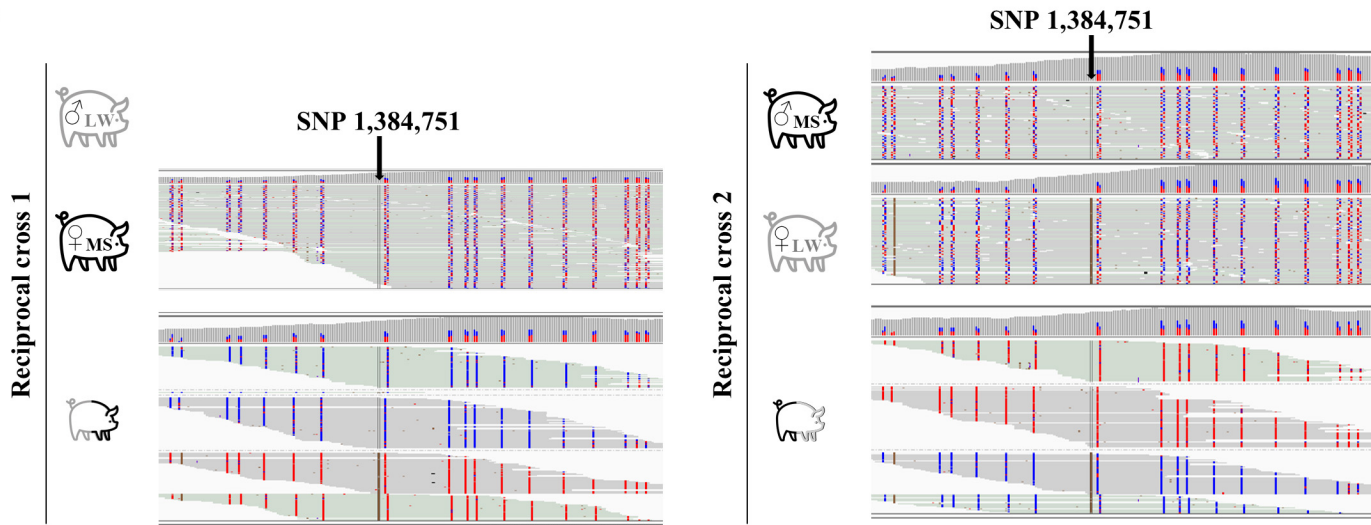 Reciprocal cross 1
♂ LW
SNP 1,384,751
♀ MS
Reciprocal cross 2
SNP 1,384,751
♂ MS
♀ LW